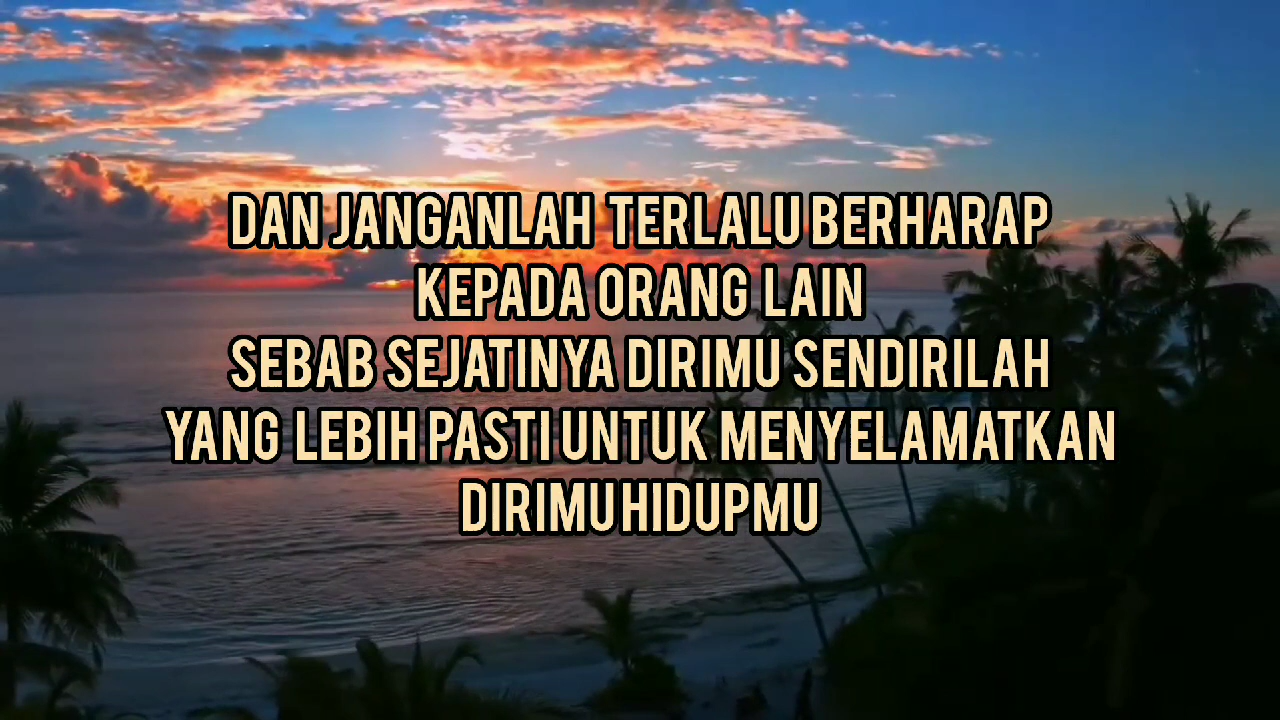 DAN JANGANLAH TERLALU BERHARAP
KEPADA ORANG LAIN
SEBAB SEJATINYA DIRIMU SENDIRILAH
YANG LEBIH PASTI UNTUK MENYELAMATKAN
DIRIMU HIDUPMU